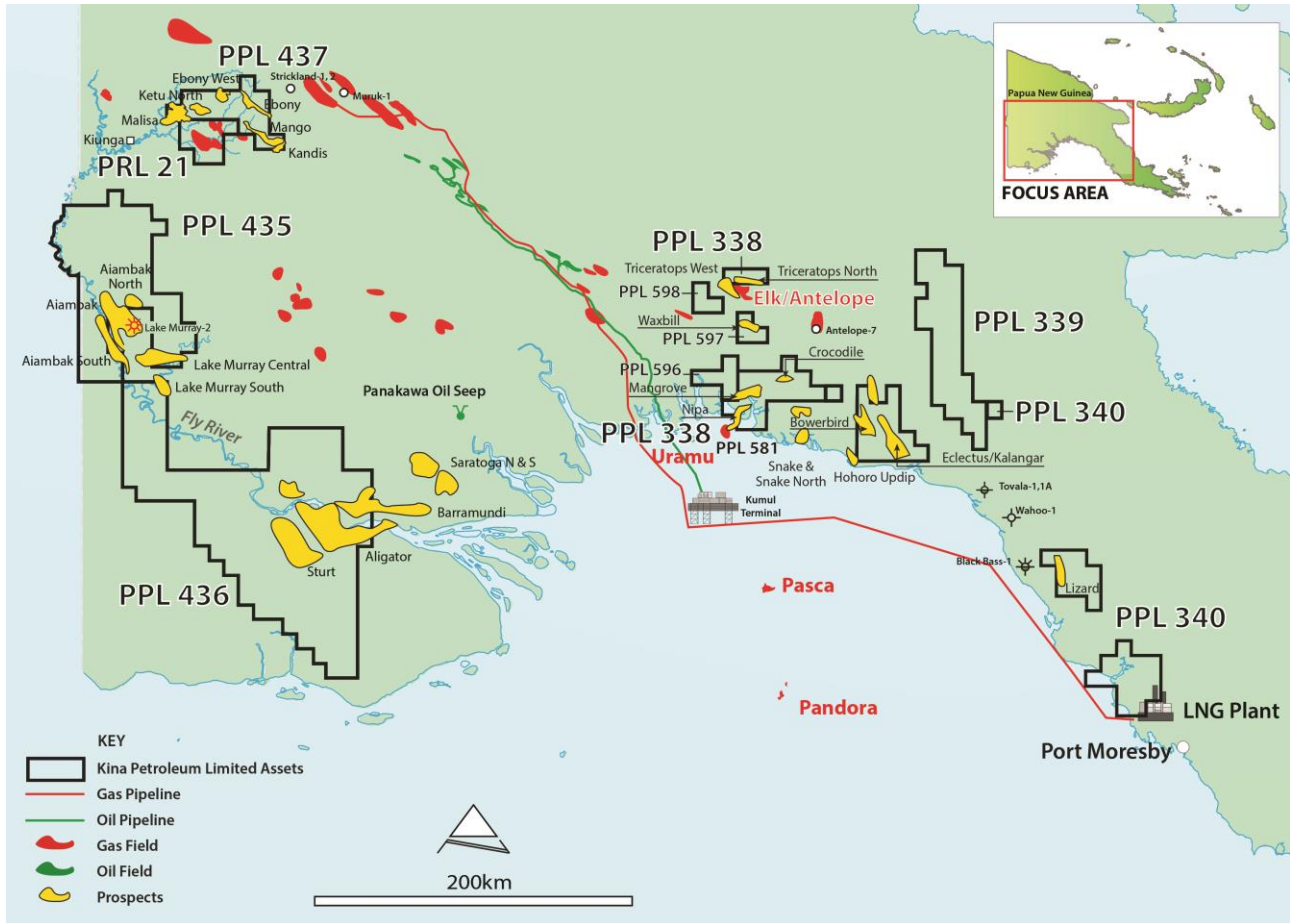 PPL 437
Ebony West
Strickland-1, 2
Muruk-1
Ketu North
Ebony
Malisa
Mango
Kiunga
Kandis
PRL 21
PPL 435
Aiambak
North
Aiambak
Lake Murray-2
Aiambak South
Lake Murray Central
Lake Murray South
Fly River
Panakawa Oil Seep
Saratoga N & S
Barramundi
Aligator
Sturt
PPL 436
PPL 338
Triceratops West
Triceratops North
PPL 598
Elk/Antelope
Waxbill
PPL 597
Antelope-7
Crocodile
PPL 596
Mangrove
Nipa
Bowerbird
PPL 338
PPL 581
Uramu
Snake &
Snake North
Hohoro Updip
Eclectus/Kalangar
PPL 339
PPL 340
Kumul
Terminal
Tovala-1,1A
Wahoo-1
Black Bass-1
Lizard
PPL 340
Pasca
Pandora
LNG Plant
Port Moresby
Papua New Guinea
FOCUS AREA
KEY
Kina Petroleum Limited Assets
Gas Pipeline
Oil Pipeline
Gas Field
Oil Field
Prospects
200km